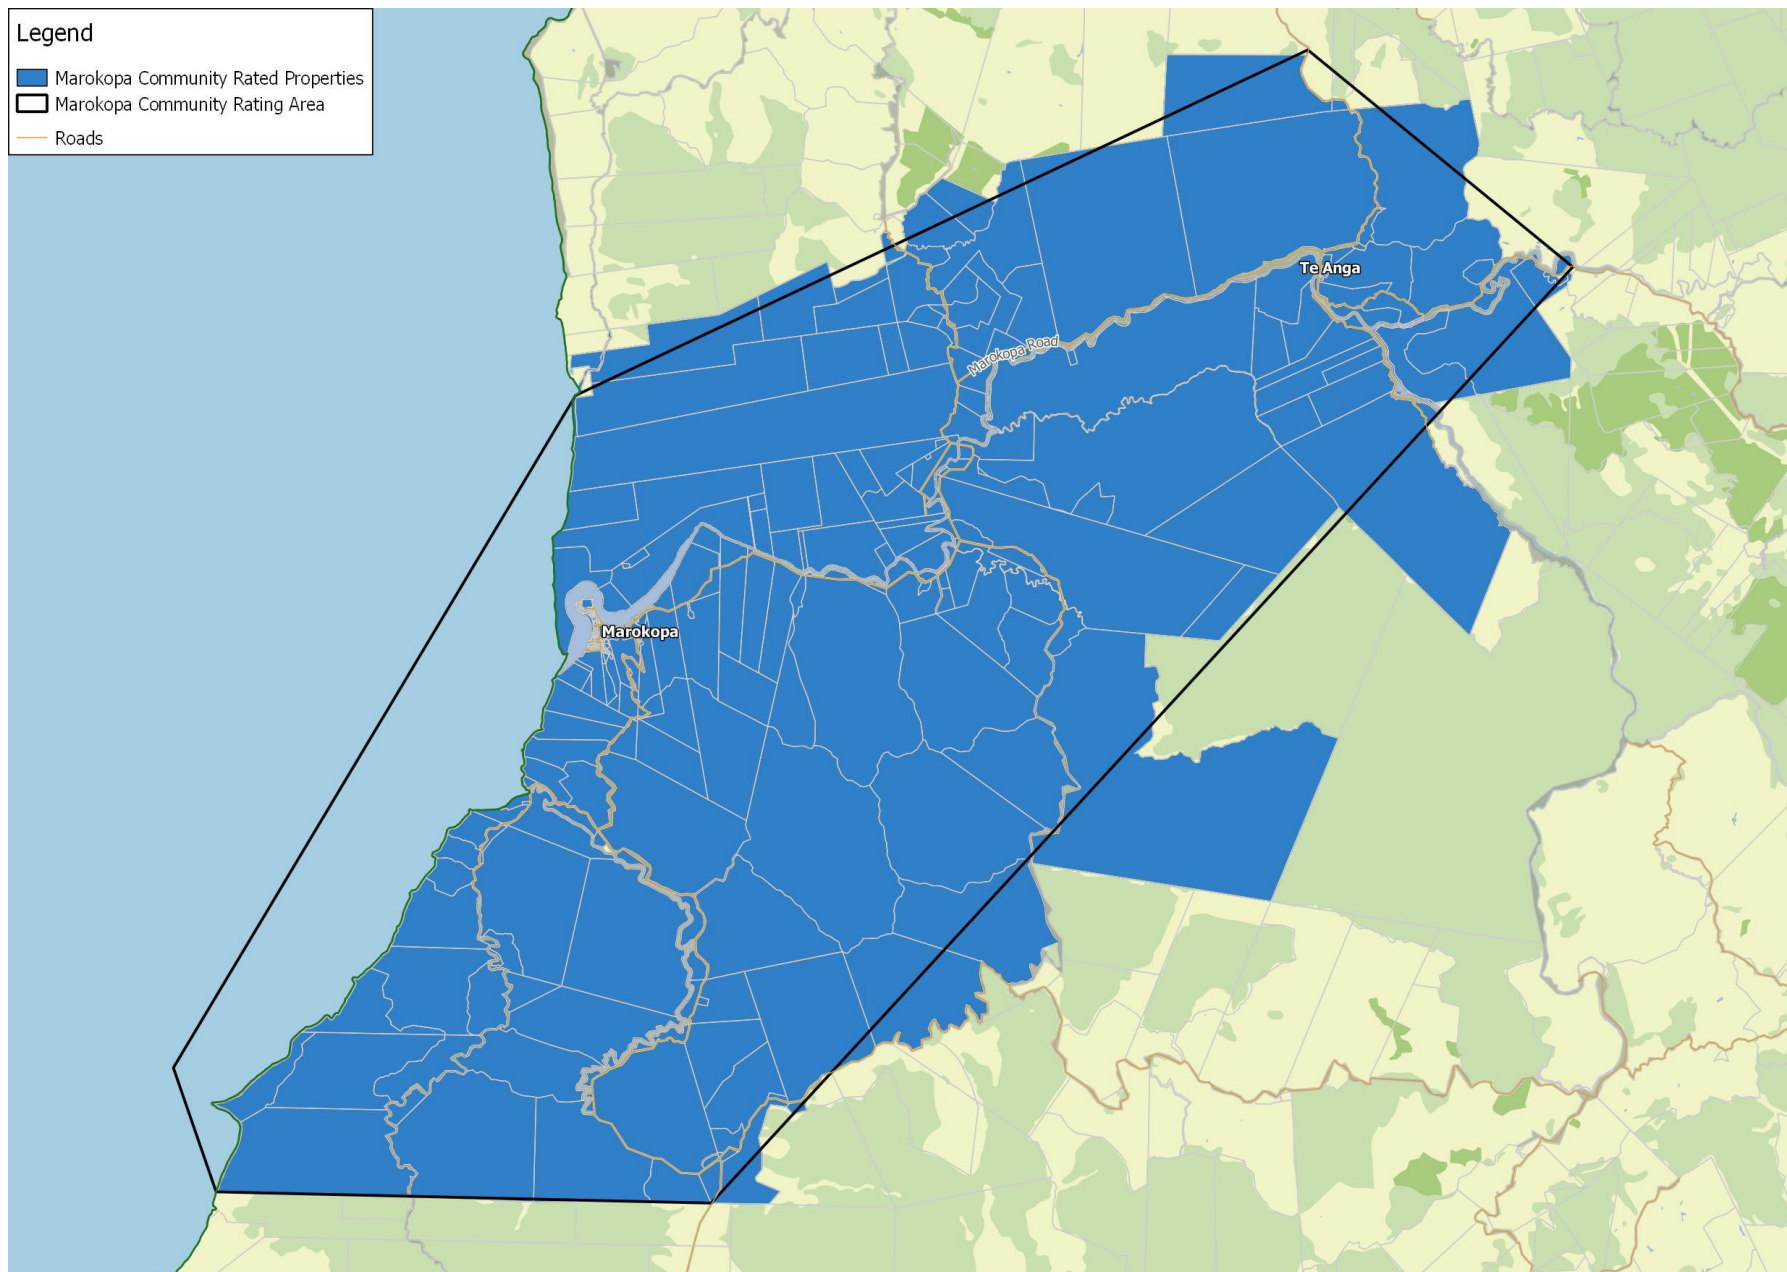 Legend
Marokopa Community Rated Properties
Marokopa Community Rating Area
Roads
Te Anga
Marokopa Road
Marokopa